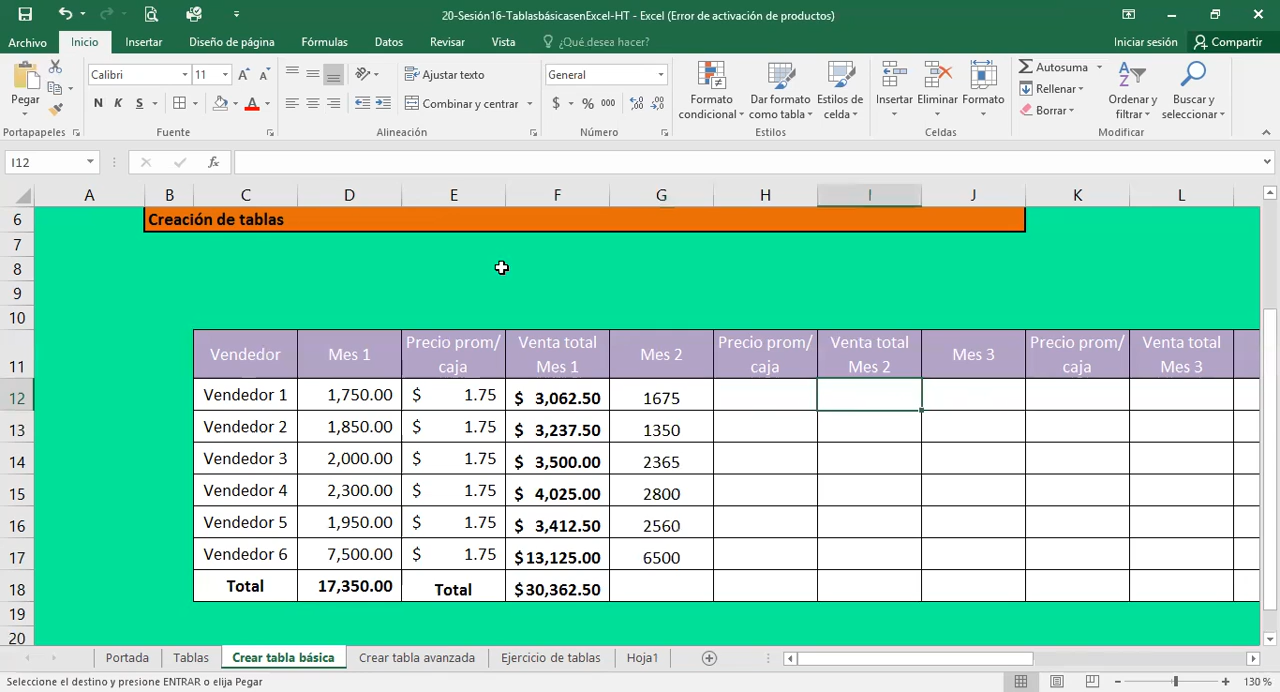 20-Sesión16-TablasbásicasenExcel-HT - Excel (Error de activación de productos)
Archivo Inicio Insertar Diseño de página Fórmulas Datos Revisar Vista ¿Qué desea hacer? Iniciar sesión Compartir
Pegar
Calibri 11
N K S
Ajustar texto
Combinar y centrar
General
$ % 000
Formato condicional
Dar formato como tabla
Estilos de celda
Insertar
Eliminar
Formato
Autosuma
Rellenar
Borrar
Ordenar y filtrar
Buscar y seleccionar
Portapapeles Fuente Alineación Número Estilos Celdas Modificar
I12 fx
A B C D E F G H I J K L
6 Creación de tablas
7
8
9
10
11 Vendedor Mes 1 Precio prom/ caja Venta total Mes 1 Mes 2 Precio prom/ caja Venta total Mes 2 Mes 3 Precio prom/ caja Venta total Mes 3
12 Vendedor 1 1,750.00 $ 1.75 $ 3,062.50 1675
13 Vendedor 2 1,850.00 $ 1.75 $ 3,237.50 1350
14 Vendedor 3 2,000.00 $ 1.75 $ 3,500.00 2365
15 Vendedor 4 2,300.00 $ 1.75 $ 4,025.00 2800
16 Vendedor 5 1,950.00 $ 1.75 $ 3,412.50 2560
17 Vendedor 6 7,500.00 $ 1.75 $13,125.00 6500
18 Total 17,350.00 Total $30,362.50
19
20
Portada Tablas Crear tabla básica Crear tabla avanzada Ejercicio de tablas Hoja1
Seleccione el destino y presione ENTRAR o elija Pegar 130 %